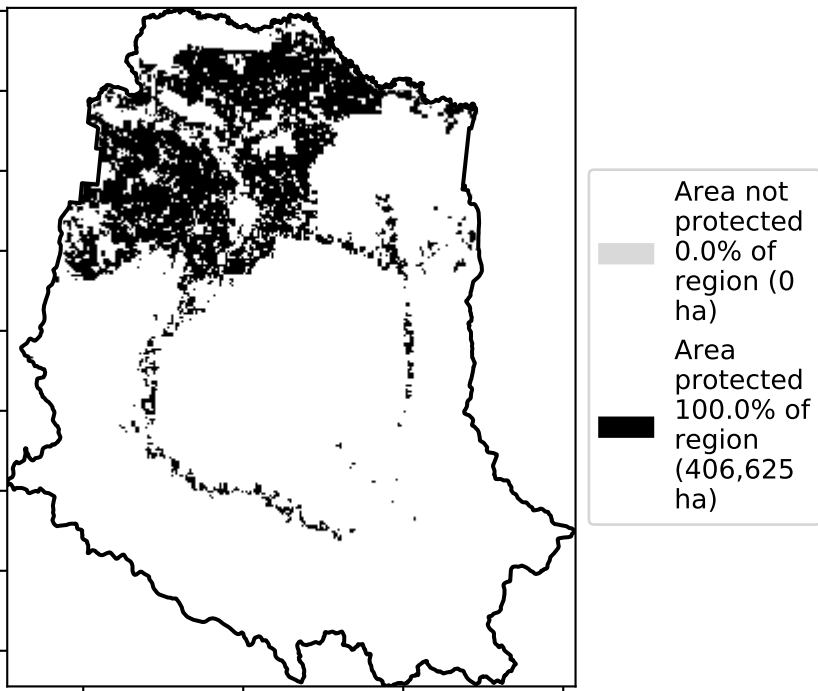 Area not
protected
0.0% of
region (0
ha)
Area
protected
100.0% of
region
(406,625
ha)